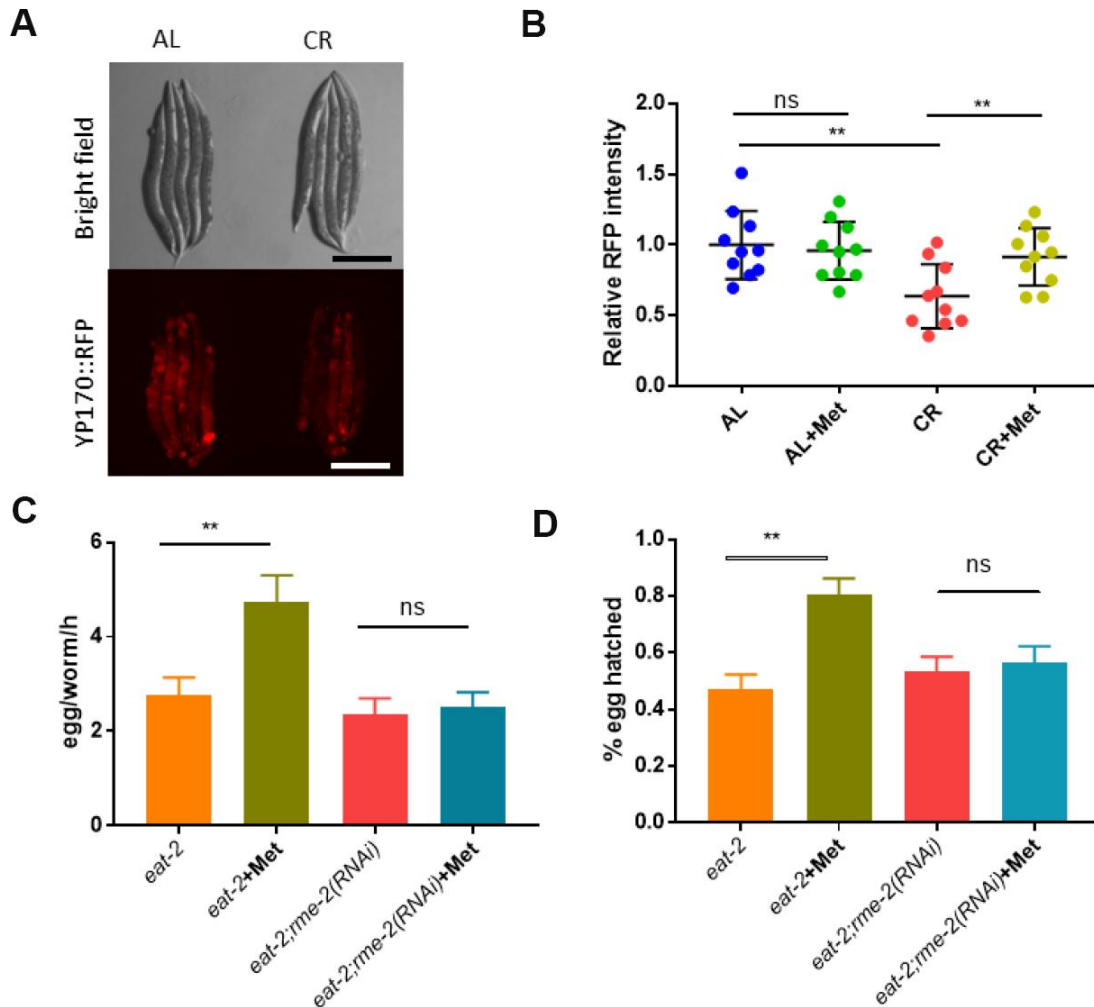 A
AL CR
Bright field
YP170::RFP
B
Relative RFP intensity
2.0
1.5
1.0
0.5
0.0
ns
**
**
AL
AL+Met
CR
CR+Met
C
egg/worm/h
6
4
2
0
**
ns
eat-2
eat-2+Met
eat-2;rme-2(RNAi)
eat-2;rme-2(RNAi)+Met
D
% egg hatched
1.0
0.8
0.6
0.4
0.2
0.0
**
ns
eat-2
eat-2+Met
eat-2;rme-2(RNAi)
eat-2;rme-2(RNAi)+Met